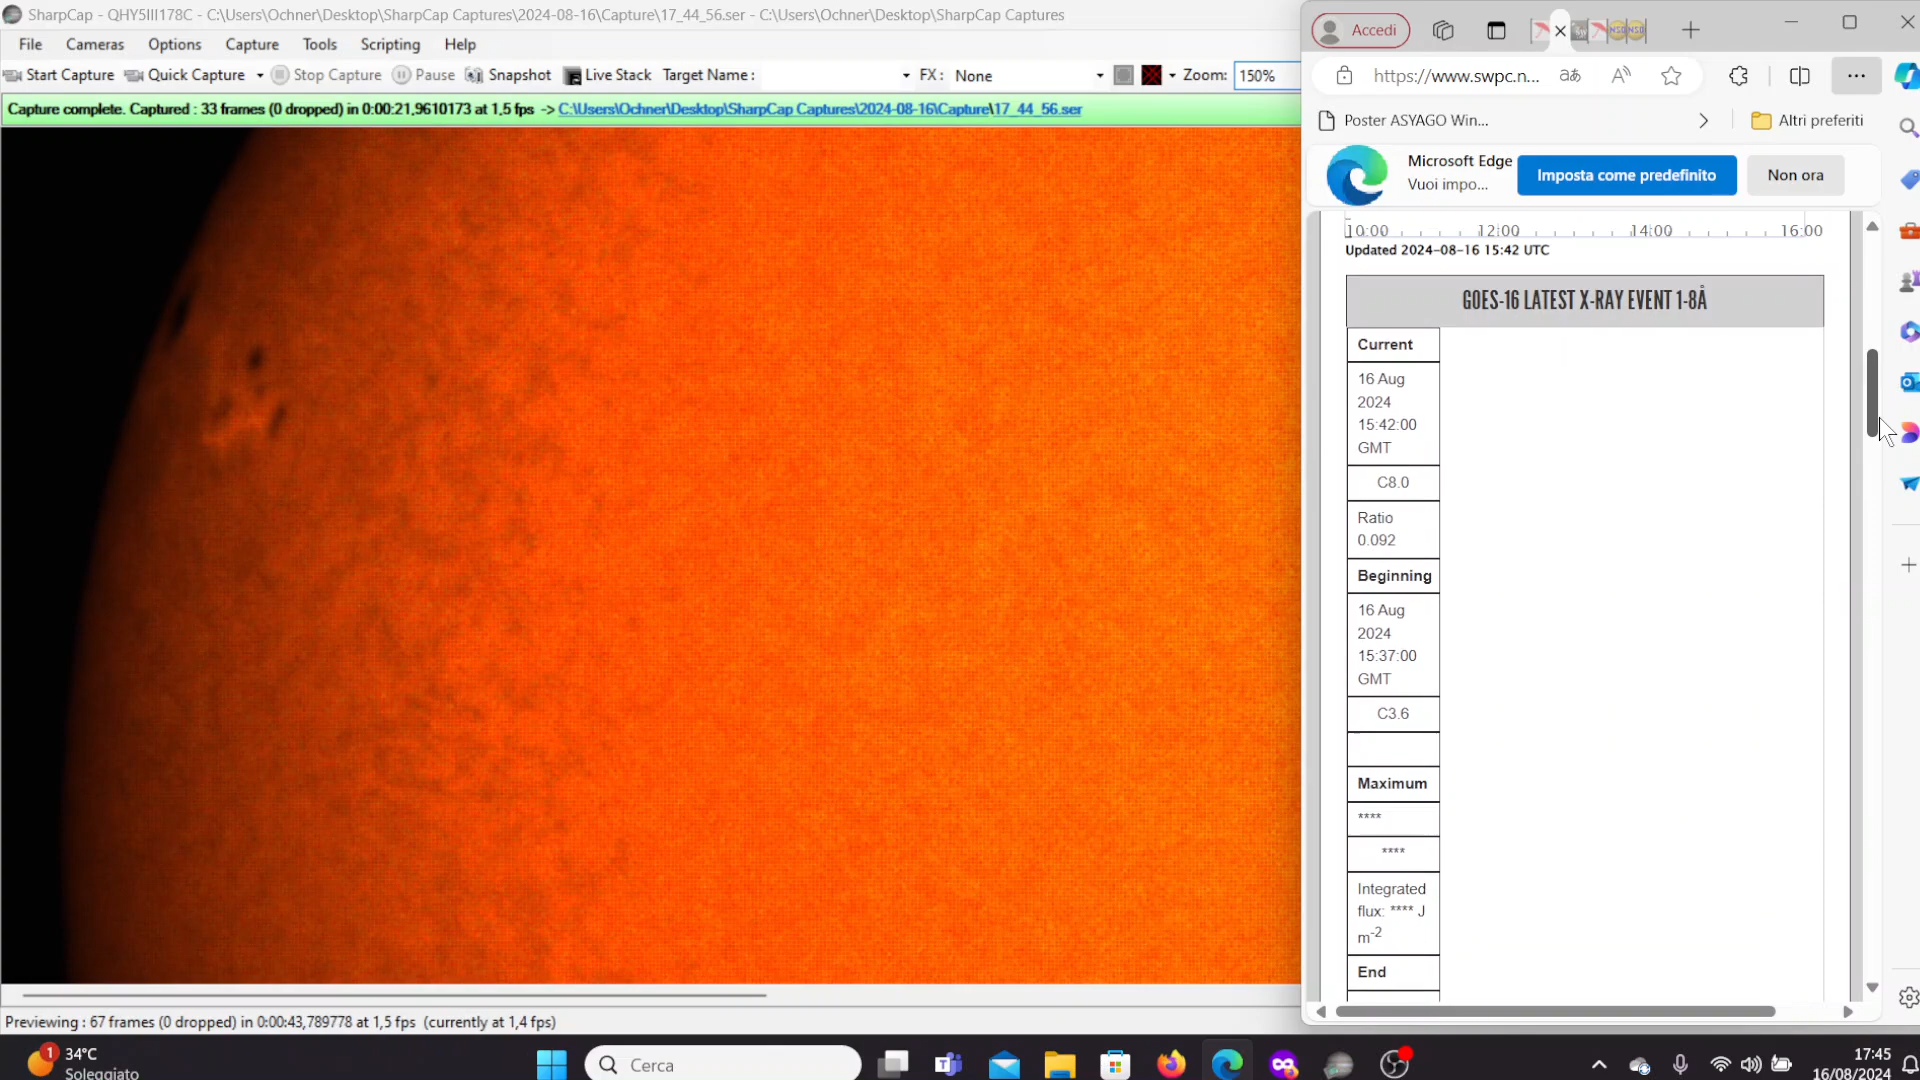 SharpCap - QHY5III178C - C:\Users\Ochner\Desktop\SharpCap Captures\2024-08-16\Capture\17_44_56.ser - C:\Users\Ochner\Desktop\SharpCap Captures
File Cameras Options Capture Tools Scripting Help
Start Capture Quick Capture Stop Capture Pause Snapshot Live Stack Target Name : FX : None Zoom: 150%
Capture complete. Captured : 33 frames (0 dropped) in 0:00:21,9610173 at 1,5 fps -> C:\Users\Ochner\Desktop\SharpCap Captures\2024-08-16\Capture\17_44_56.ser
Previewing : 67 frames (0 dropped) in 0:00:43,789778 at 1,5 fps (currently at 1,4 fps)
Accedi
https://www.swpc.n...
Poster ASYAGO Win...
Altri preferiti
Microsoft Edge
Vuoi impo...
Imposta come predefinito
Non ora
10:00 12:00 14:00 16:00
Updated 2024-08-16 15:42 UTC
GOES-16 LATEST X-RAY EVENT 1-8Å
Current
16 Aug
2024
15:42:00
GMT
C8.0
Ratio
0.092
Beginning
16 Aug
2024
15:37:00
GMT
C3.6
Maximum
****
****
Integrated
flux: **** J
m-2
End
1
34°C
Soleggiato
Cerca
17:45
16/08/2024